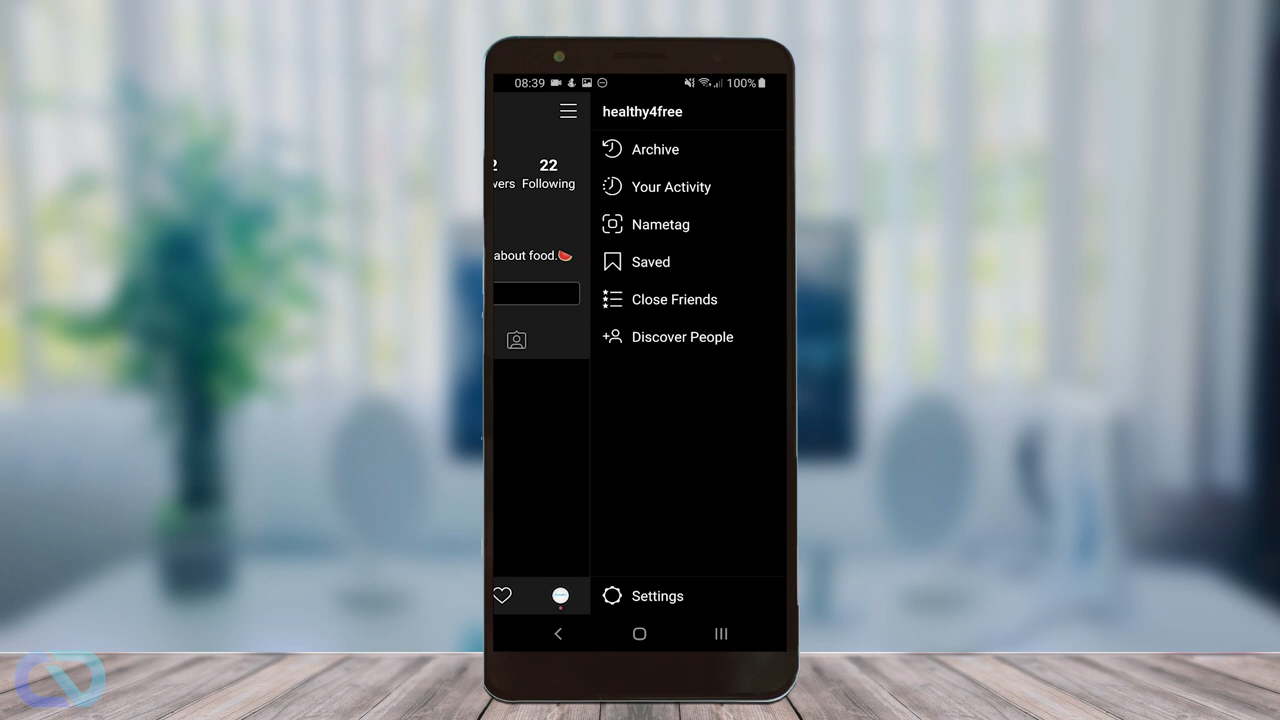 08:39 100%
healthy4free
22
Following
about food.🍉
Archive
Your Activity
Nametag
Saved
Close Friends
Discover People
Settings